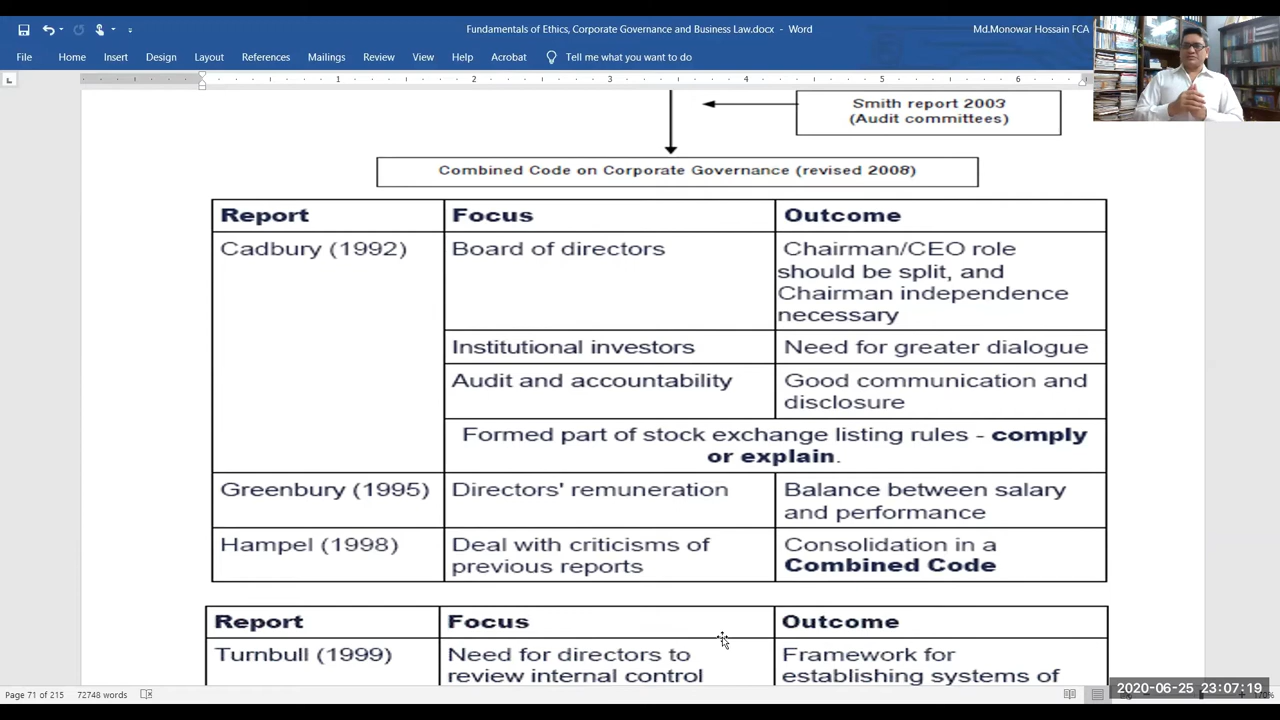 Fundamentals of Ethics, Corporate Governance and Business Law.docx - Word
Md.Monowar Hossain FCA
File Home Insert Design Layout References Mailings Review View Help Acrobat Tell me what you want to do
1 2 3 4 5 6
Smith report 2003
(Audit committees)
Combined Code on Corporate Governance (revised 2008)
Report Focus Outcome
Cadbury (1992) Board of directors Chairman/CEO role
should be split, and
Chairman independence
necessary
Institutional investors Need for greater dialogue
Audit and accountability Good communication and
disclosure
Formed part of stock exchange listing rules - comply
or explain.
Greenbury (1995) Directors' remuneration Balance between salary
and performance
Hampel (1998) Deal with criticisms of Consolidation in a
previous reports Combined Code
Report Focus Outcome
Turnbull (1999) Need for directors to Framework for
review internal control establishing systems of
Page 71 of 215 72748 words
2020-06-25 23:07:19